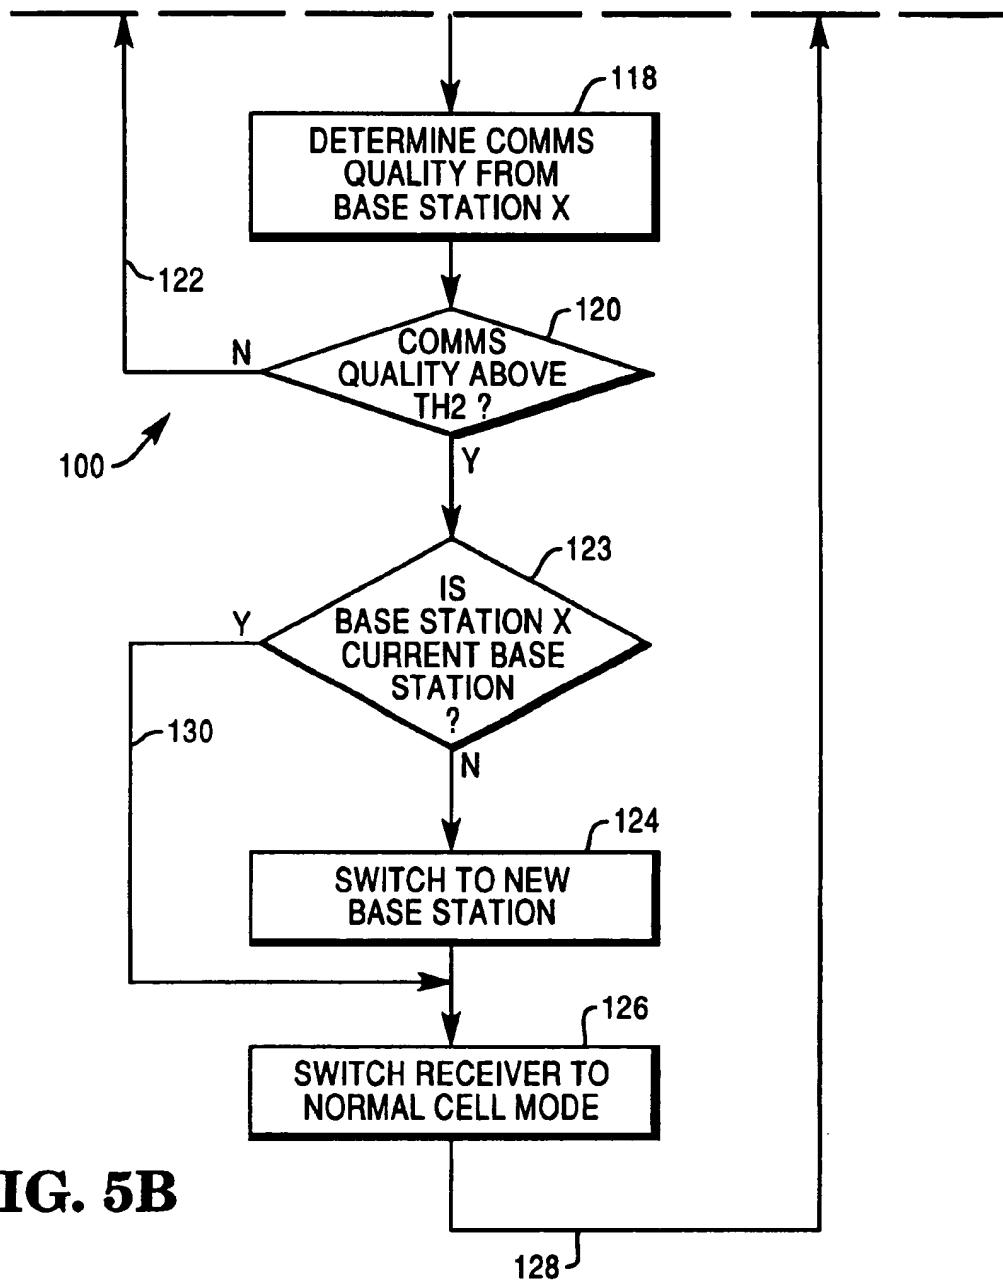 118
DETERMINE COMMS
QUALITY FROM
BASE STATION X
122
120
N
COMMS
QUALITY ABOVE
TH2 ?
100
Y
123
IS
BASE STATION X
CURRENT BASE
STATION
?
Y
130
N
124
SWITCH TO NEW
BASE STATION
126
SWITCH RECEIVER TO
NORMAL CELL MODE
IG. 5B
128